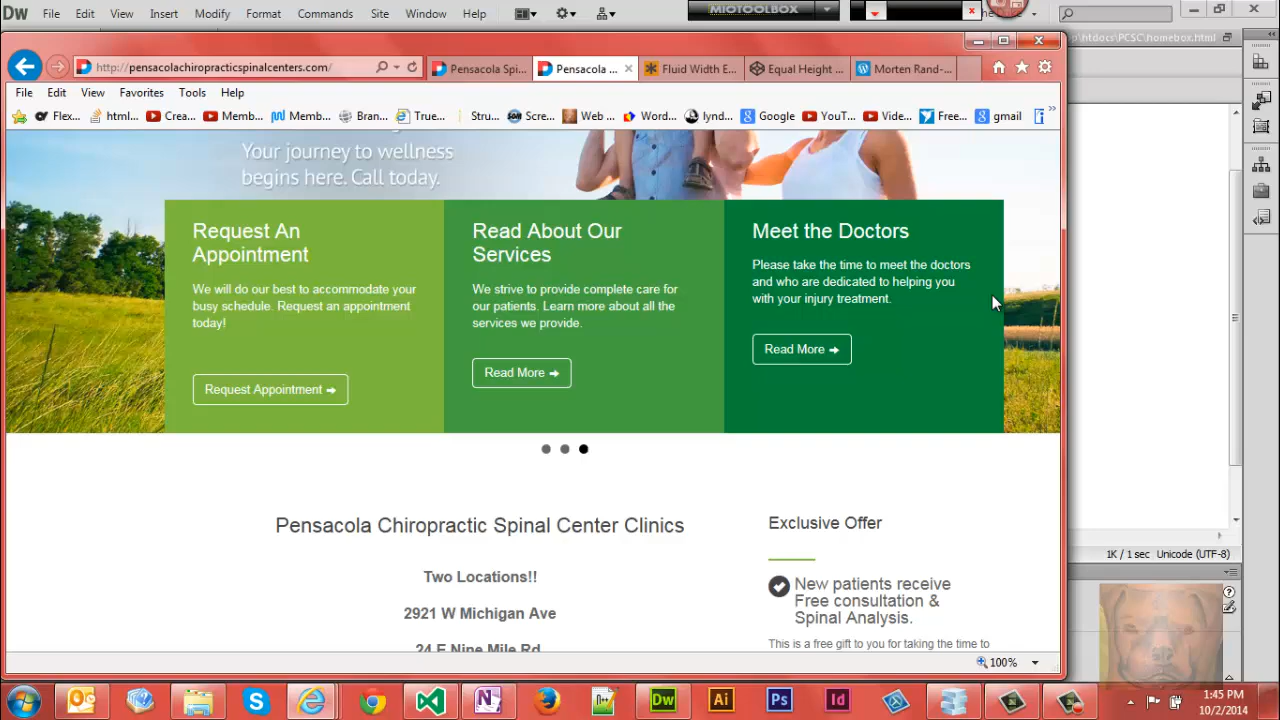 Dw File Edit View Insert Modify Format Commands Site Window Help
MIOTOOLBOX
\htdocs\PCSC\homebox.html
http://pensacolachiropracticspinalcenters.com/
Pensacola Spi... Pensacola ... Fluid Width E... Equal Height ... Morten Rand-...
File Edit View Favorites Tools Help
Flex... html... Crea... Memb... Memb... Bran... True... Stru... Scre... Web ... Word... lynd... Google YouT... Vide... Free... gmail
Your journey to wellness
begins here. Call today.
Request An
Appointment
We will do our best to accommodate your
busy schedule. Request an appointment
today!
Request Appointment
Read About Our
Services
We strive to provide complete care for
our patients. Learn more about all the
services we provide.
Read More
Meet the Doctors
Please take the time to meet the doctors
and who are dedicated to helping you
with your injury treatment.
Read More
Pensacola Chiropractic Spinal Center Clinics
Two Locations!!
2921 W Michigan Ave
24 E Nine Mile Rd
Exclusive Offer
New patients receive
Free consultation &
Spinal Analysis.
This is a free gift to you for taking the time to
1K / 1 sec Unicode (UTF-8)
100%
Dw Ai Ps Id
1:45 PM
10/2/2014